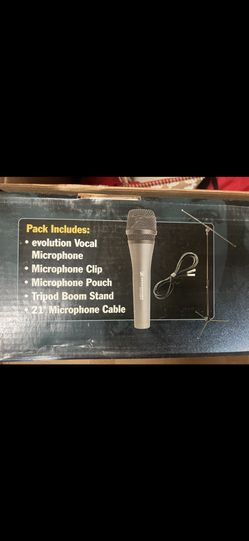 Pack Includes:
• evolution Vocal
Microphone
• Microphone Clip
• Microphone Pouch
• Tripod Boom Stand
• 21' Microphone Cable